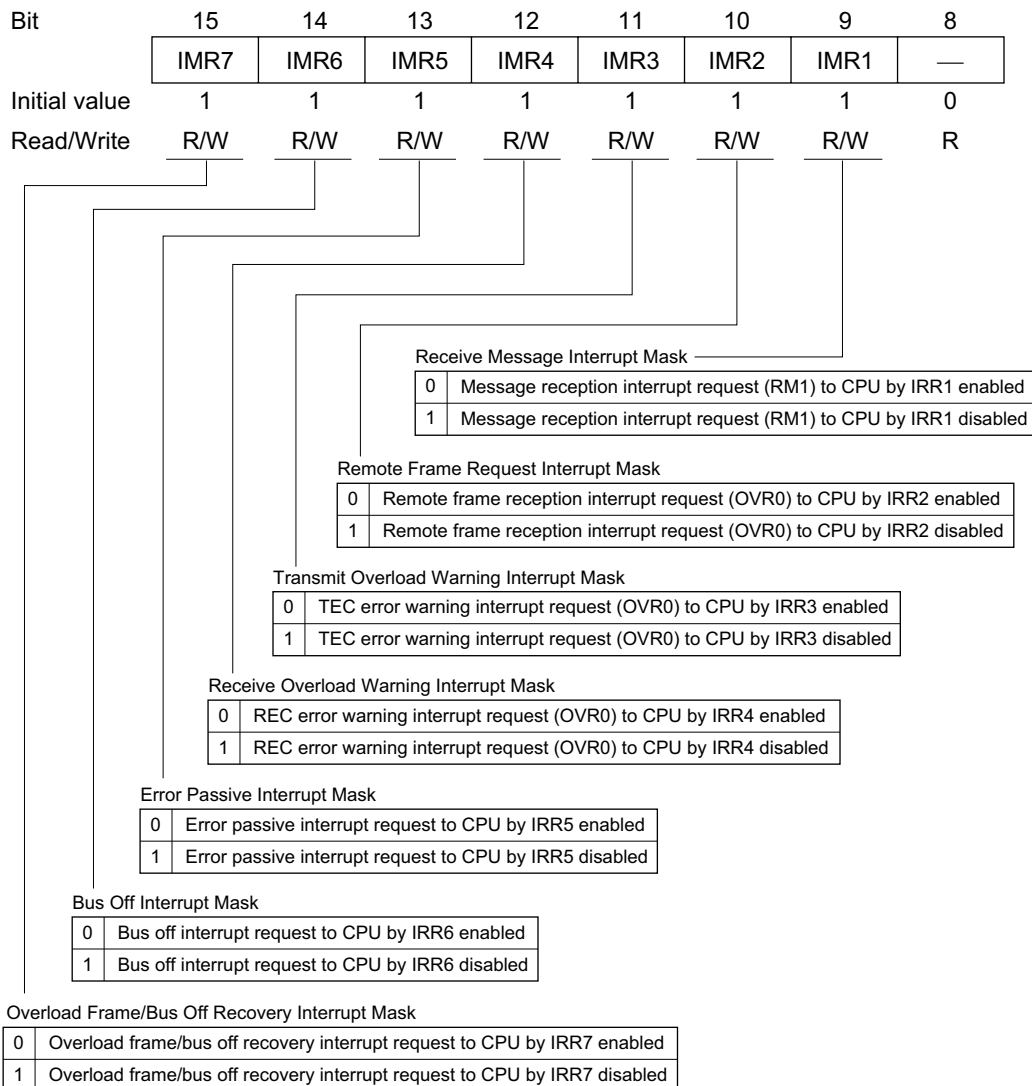 Bit 15 14 13 12 11 10 9 8
IMR7 IMR6 IMR5 IMR4 IMR3 IMR2 IMR1 —
Initial value 1 1 1 1 1 1 1 0
Read/Write R/W R/W R/W R/W R/W R/W R/W R
Receive Message Interrupt Mask
0 Message reception interrupt request (RM1) to CPU by IRR1 enabled
1 Message reception interrupt request (RM1) to CPU by IRR1 disabled
Remote Frame Request Interrupt Mask
0 Remote frame reception interrupt request (OVR0) to CPU by IRR2 enabled
1 Remote frame reception interrupt request (OVR0) to CPU by IRR2 disabled
Transmit Overload Warning Interrupt Mask
0 TEC error warning interrupt request (OVR0) to CPU by IRR3 enabled
1 TEC error warning interrupt request (OVR0) to CPU by IRR3 disabled
Receive Overload Warning Interrupt Mask
0 REC error warning interrupt request (OVR0) to CPU by IRR4 enabled
1 REC error warning interrupt request (OVR0) to CPU by IRR4 disabled
Error Passive Interrupt Mask
0 Error passive interrupt request to CPU by IRR5 enabled
1 Error passive interrupt request to CPU by IRR5 disabled
Bus Off Interrupt Mask
0 Bus off interrupt request to CPU by IRR6 enabled
1 Bus off interrupt request to CPU by IRR6 disabled
Overload Frame/Bus Off Recovery Interrupt Mask
0 Overload frame/bus off recovery interrupt request to CPU by IRR7 enabled
1 Overload frame/bus off recovery interrupt request to CPU by IRR7 disabled